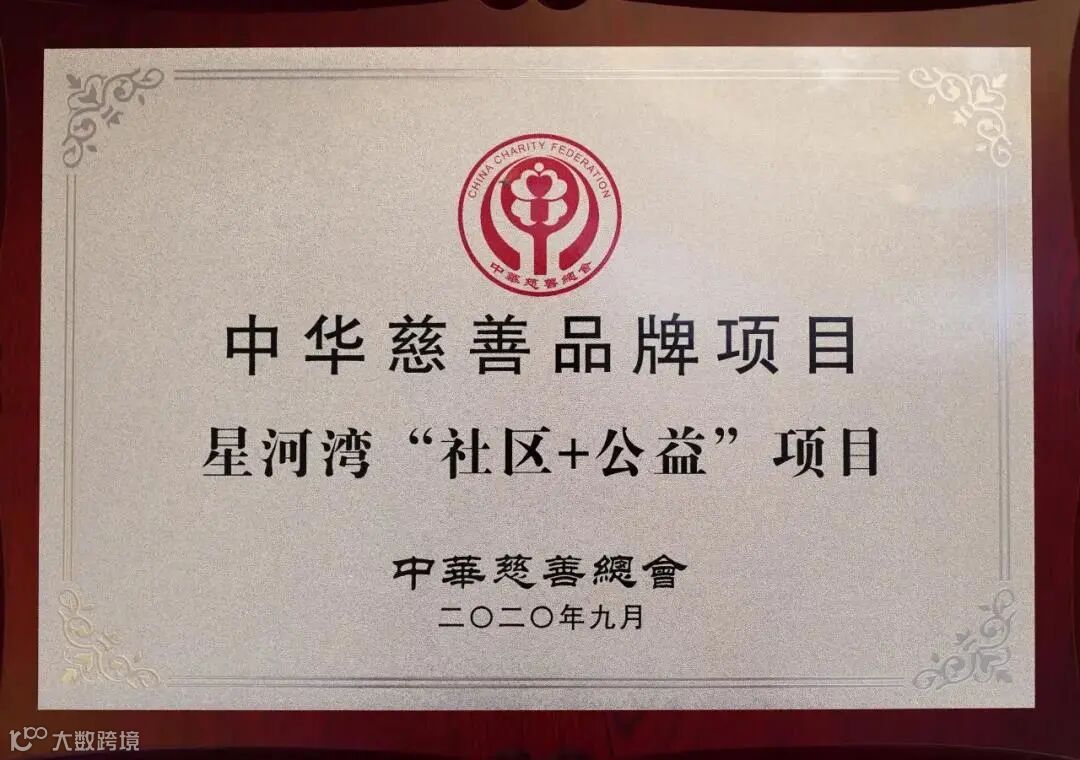 CHINA CHARITY FEDERATION
中華慈善總會
中华慈善品牌项目
星河湾“社区+公益”项目
中華慈善總會
二〇二〇年九月
大数跨境